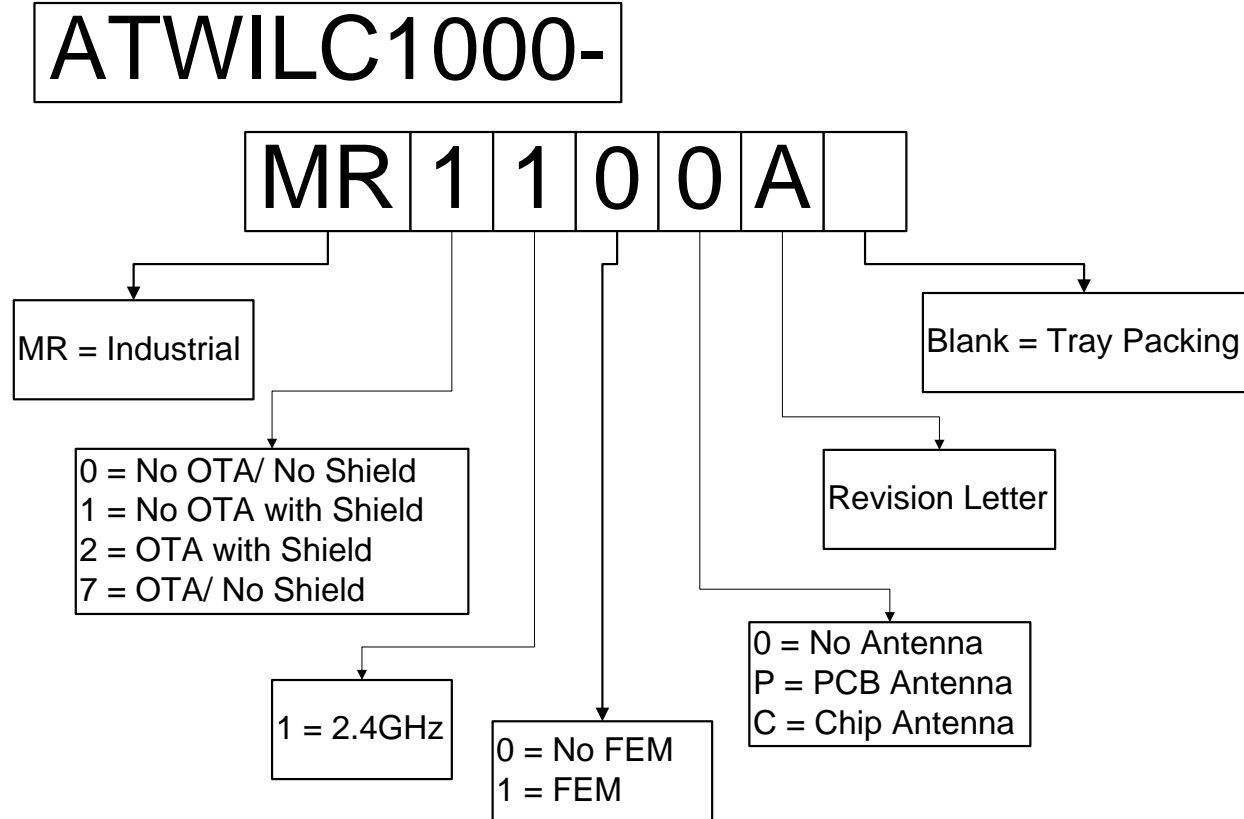 ATWILC1000-
MR 1 1 0 0 A
MR = Industrial
Blank = Tray Packing
0 = No OTA/ No Shield
1 = No OTA with Shield
2 = OTA with Shield
7 = OTA/ No Shield
Revision Letter
1 = 2.4GHz
0 = No FEM
1 = FEM
0 = No Antenna
P = PCB Antenna
C = Chip Antenna